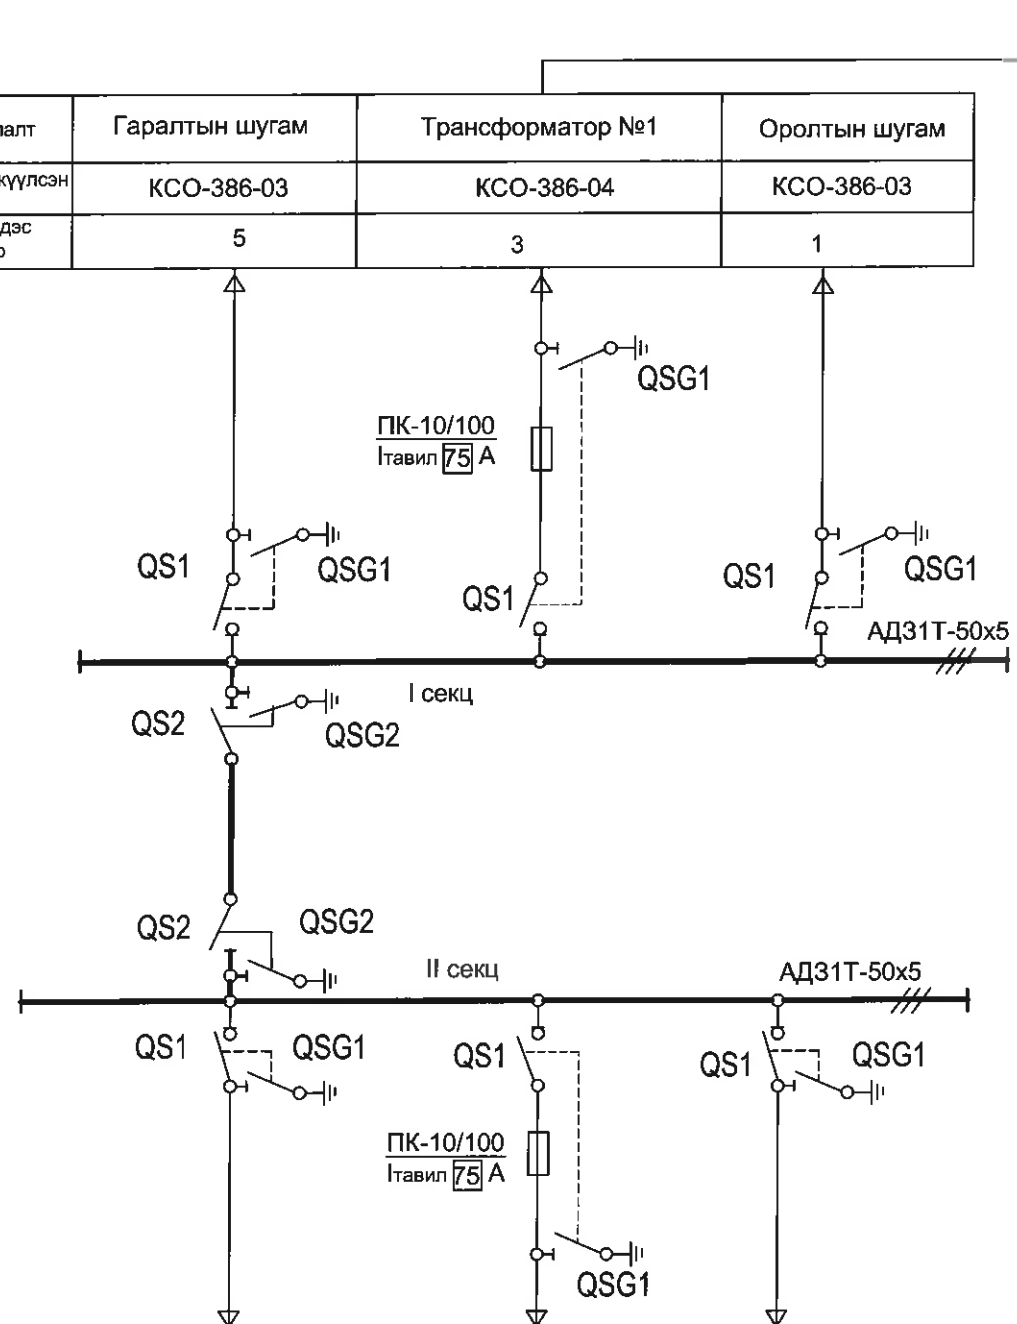 Гаралтын шугам
Трансформатор №1
Оролтын шугам
КСО-386-03
КСО-386-04
КСО-386-03
5
3
1
QSG1
ПК-10/100
Iтавил 75 А
QS1
QSG1
QS1
QS1
QSG1
АД31Т-50х5
I секц
QS2
QSG2
QS2
QSG2
II секц
АД31Т-50х5
QS1
QSG1
QS1
QS1
QSG1
ПК-10/100
Iтавил 75 А
QSG1